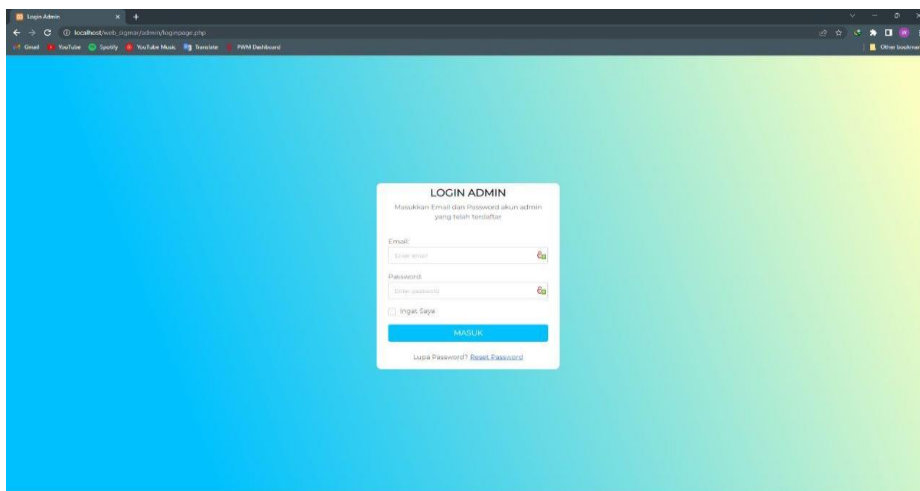 Login Admin
localhost/web_sigmar/admin/loginpage.php
Gmail YouTube Spotify YouTube Music Translate PWM Dashboard
Other bookmar
LOGIN ADMIN
Masukkan Email dan Password akun admin
yang telah terdaftar
Email:
Enter email
Password:
Enter password
Ingat Saya
MASUK
Lupa Password? Reset Password